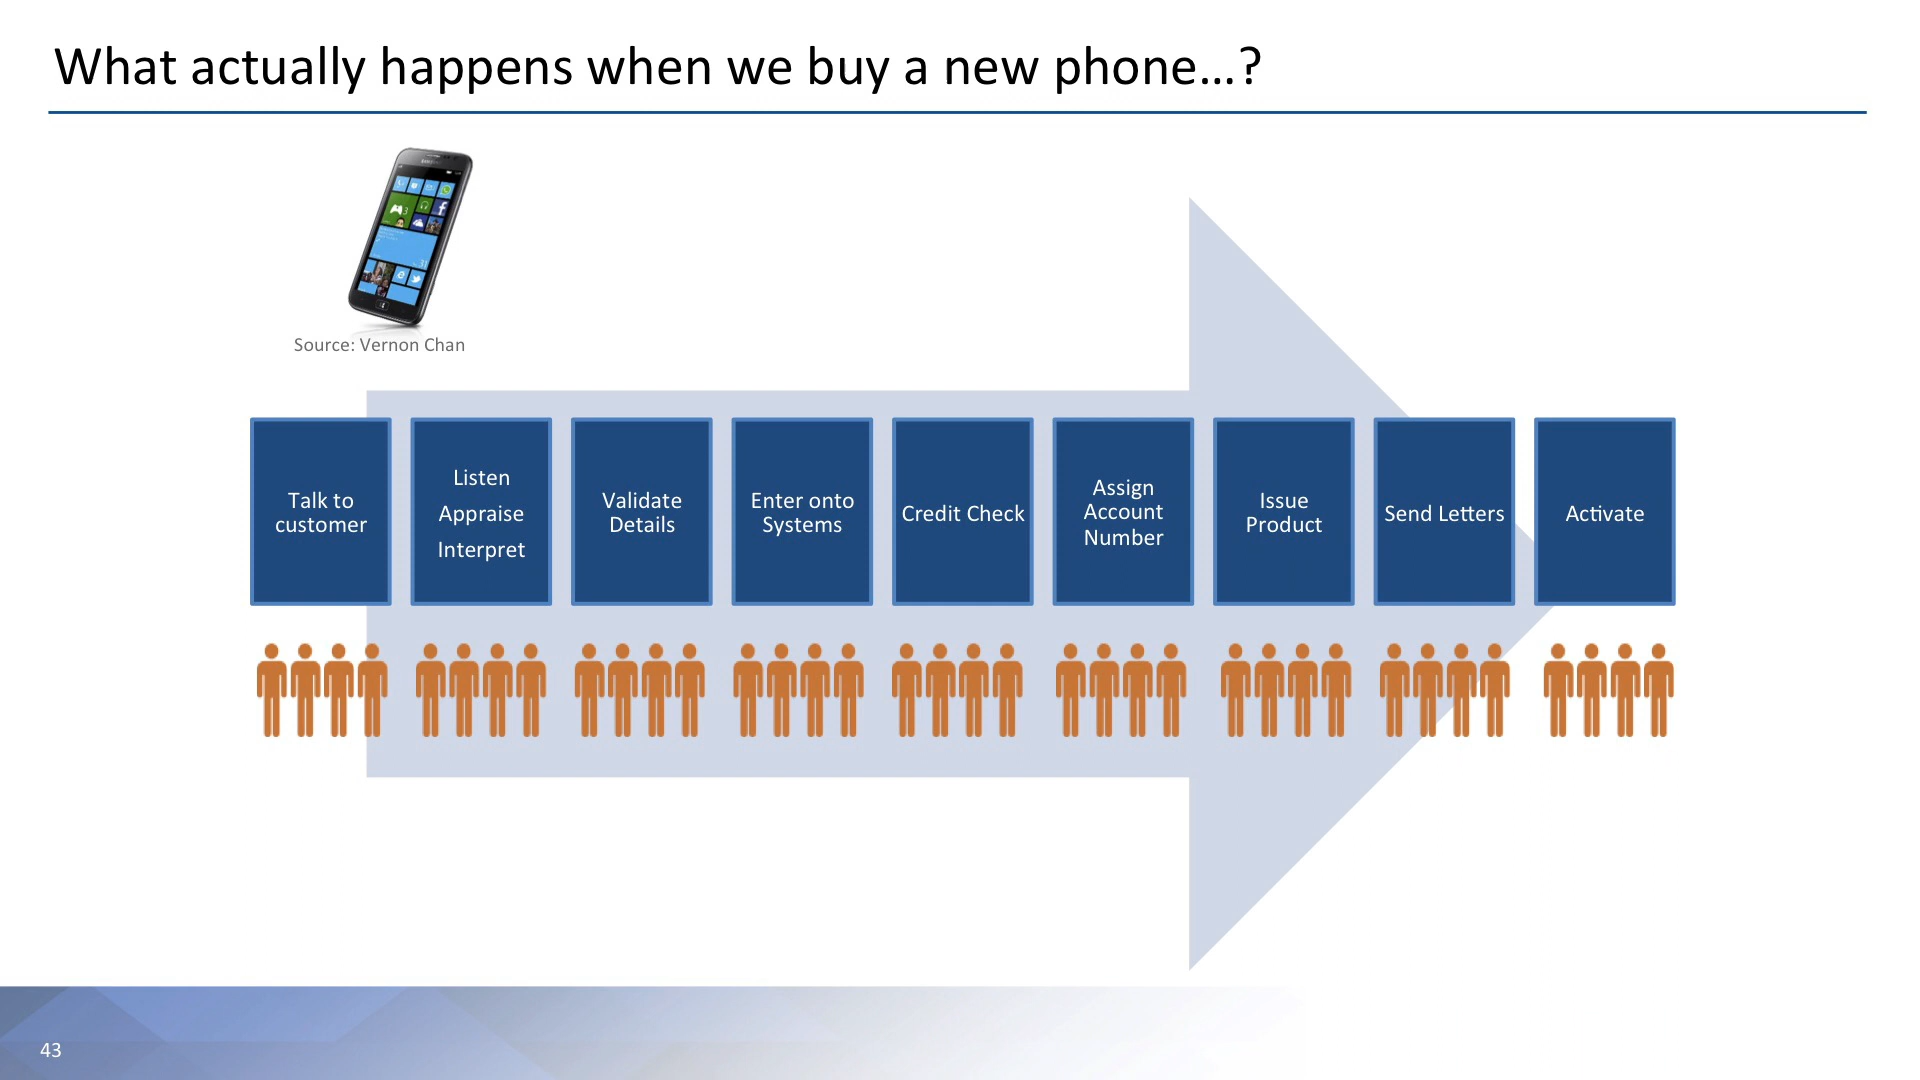 What actually happens when we buy a new phone…?
SAMSUNG
Source: Vernon Chan
Talk to
customer
Listen
Appraise
Interpret
Validate
Details
Enter onto
Systems
Credit Check
Assign
Account
Number
Issue
Product
Send Letters
Activate
43